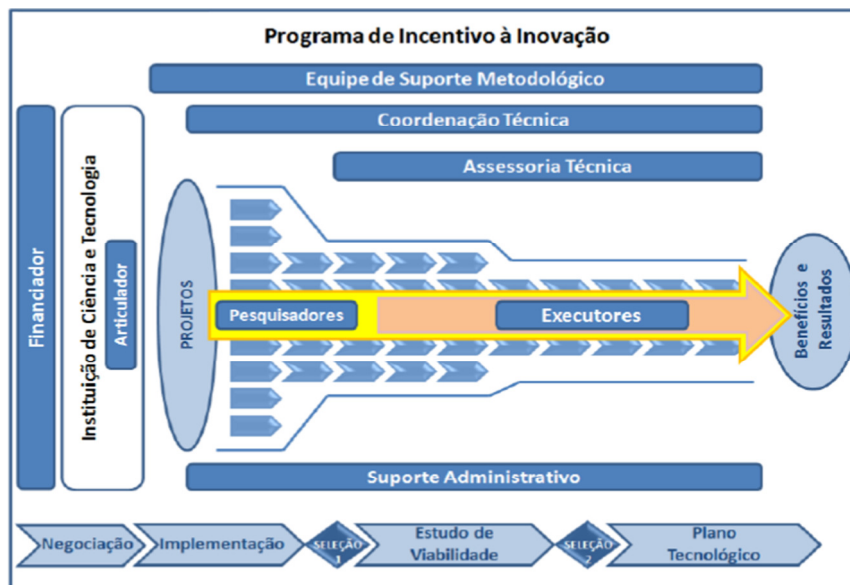 Programa de Incentivo à Inovação
Equipe de Suporte Metodológico
Coordenação Técnica
Assessoria Técnica
Financiador
Instituição de Ciência e Tecnologia
Articulador
PROJETOS
Pesquisadores
Executores
Benefícios e
Resultados
Suporte Administrativo
Negociação
Implementação
SELEÇÃO
1
Estudo de
Viabilidade
SELEÇÃO
2
Plano
Tecnológico